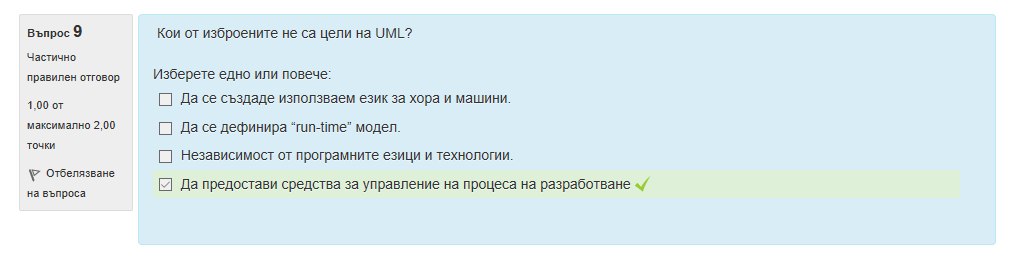 Въпрос 9
Частично
правилен отговор
1,00 от
максимално 2,00
точки
Отбелязване
на въпроса
Кои от изброените не са цели на UML?
Изберете едно или повече:
Да се създаде използваем език за хора и машини.
Да се дефинира “run-time” модел.
Независимост от програмните езици и технологии.
Да предостави средства за управление на процеса на разработване